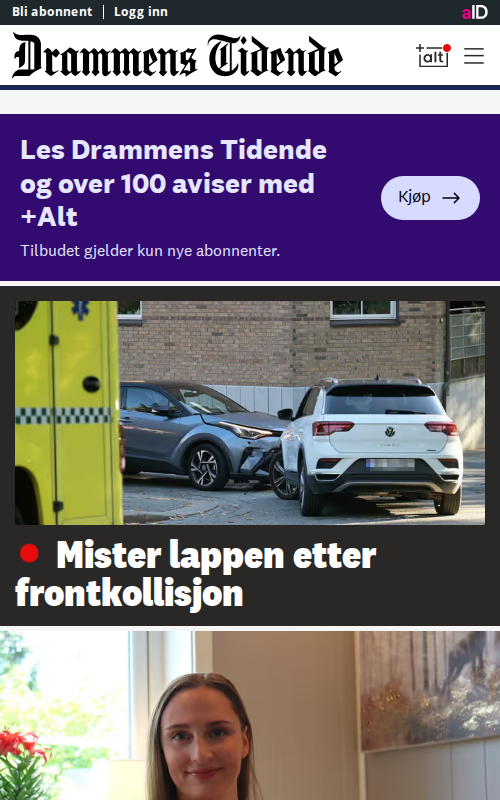 Bli abonnent | Logg inn
aID
Drammens Tidende
+alt
Les Drammens Tidende
og over 100 aviser med
+Alt
Tilbudet gjelder kun nye abonnenter.
Kjøp →
Mister lappen etter
frontkollisjon